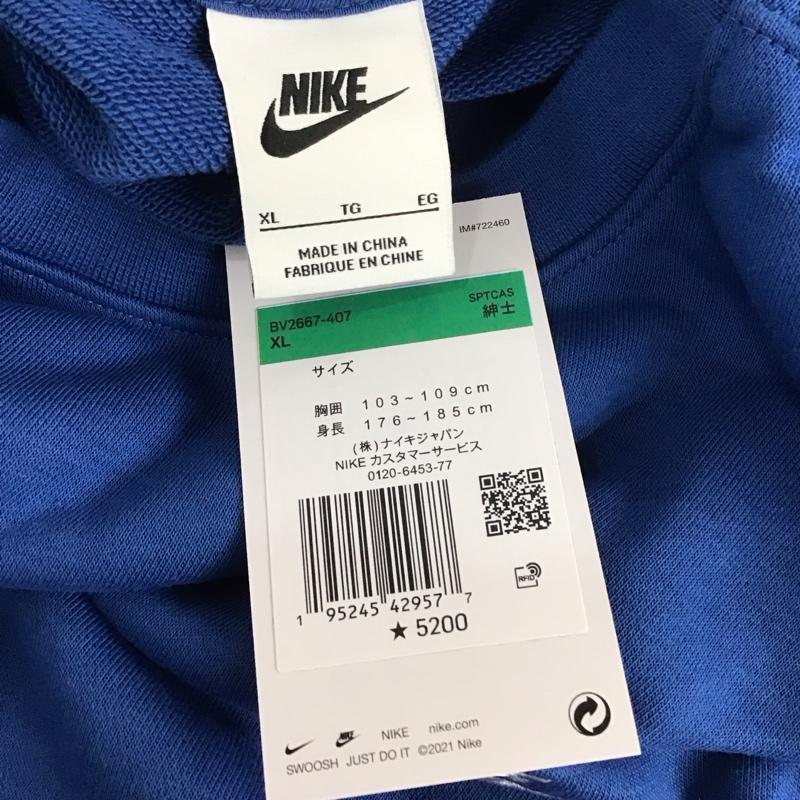 NIKE
XL TG EG
MADE IN CHINA
FABRIQUE EN CHINE
IM#722460
BV2667-407 SPTCAS
XL 紳士
サイズ
胸囲 103~109cm
身長 176~185cm
(株)ナイキジャパン
NIKE カスタマーサービス
0120-6453-77
RFID
1 95245 42957 7
★ 5200
NIKE NIKE nike.com
SWOOSH JUST DO IT ©2021 Nike